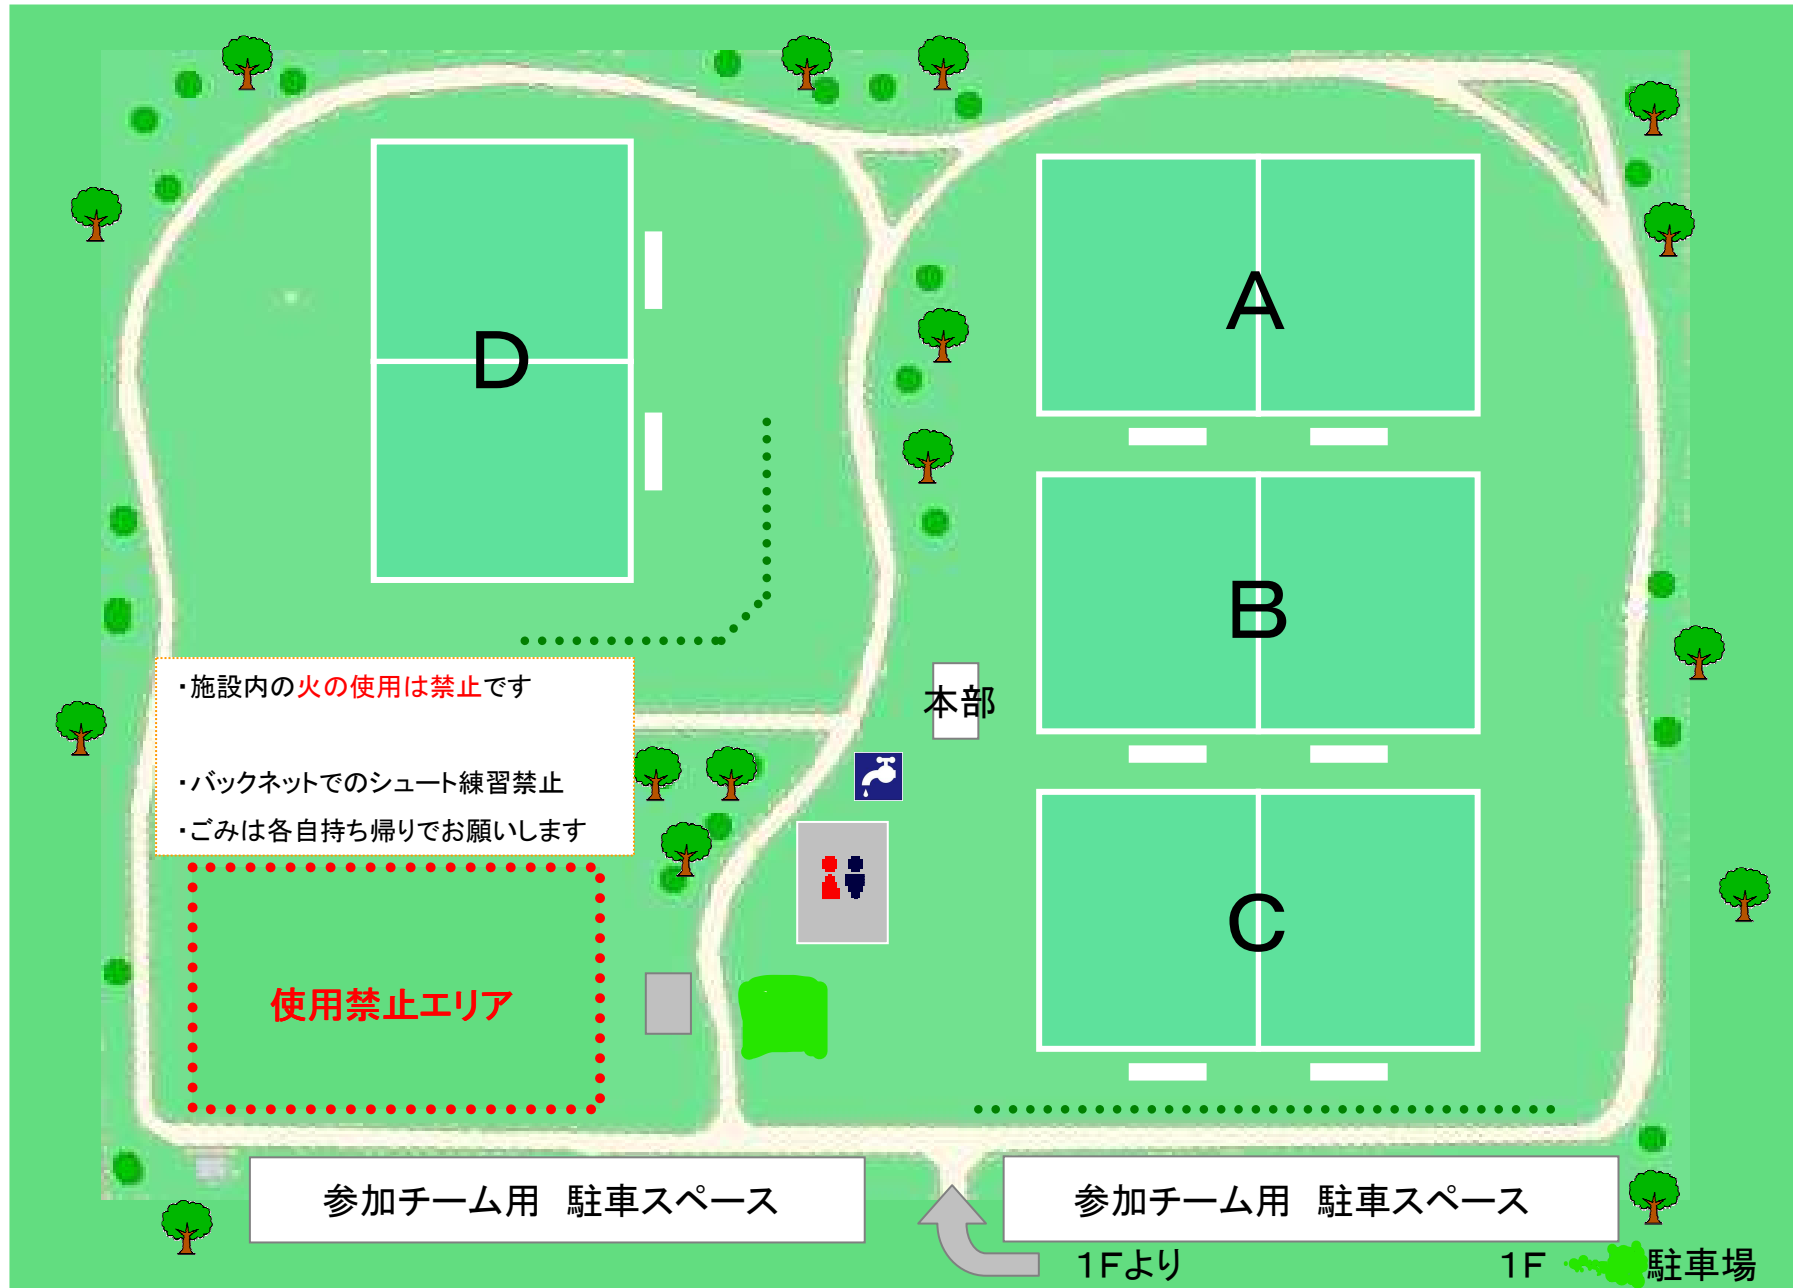 D
A
B
C
・施設内の火の使用は禁止です
・バックネットでのシュート練習禁止
・ごみは各自持ち帰りでお願いします
本部
使用禁止エリア
参加チーム用　駐車スペース
参加チーム用　駐車スペース
1Fより
1F
駐車場